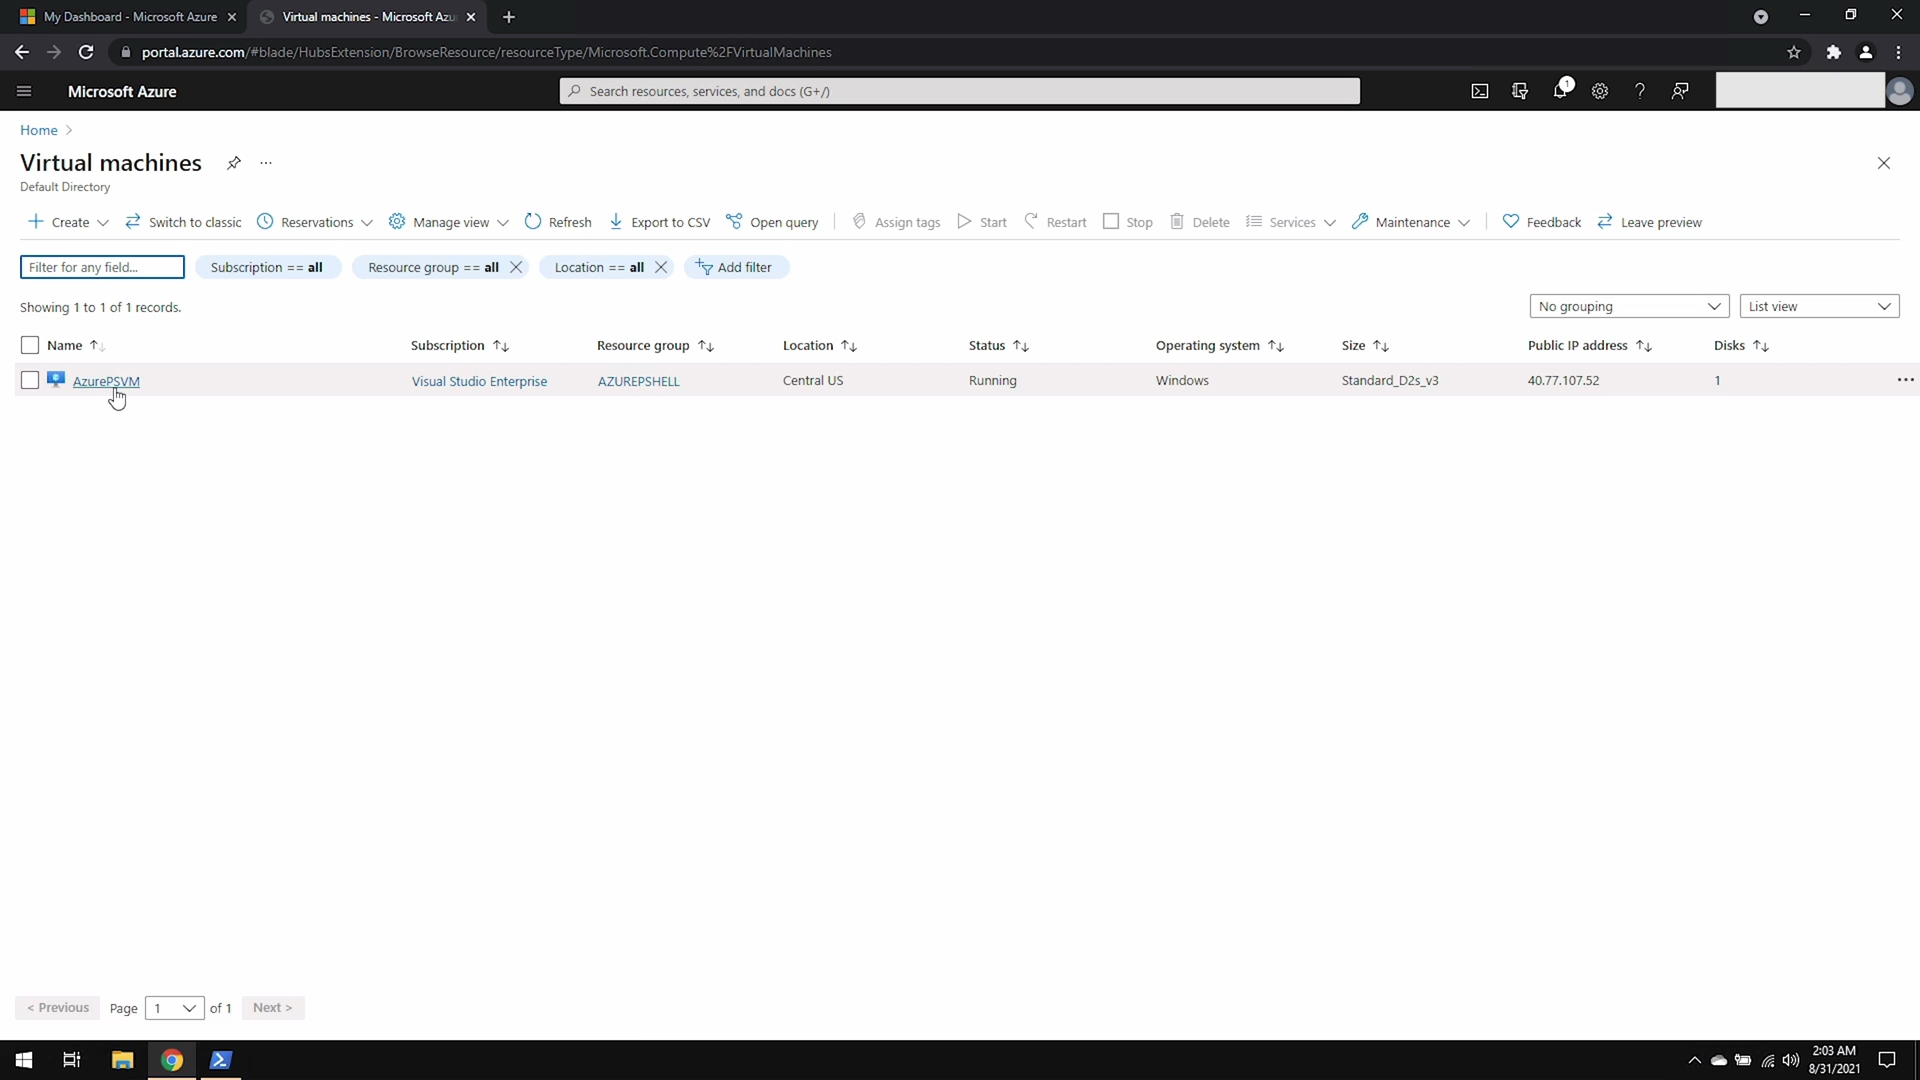 My Dashboard - Microsoft Azure
Virtual machines - Microsoft Azu
portal.azure.com/#blade/HubsExtension/BrowseResource/resourceType/Microsoft.Compute%2FVirtualMachines
Microsoft Azure
Search resources, services, and docs (G+/)
1
Home
Virtual machines
Default Directory
Create Switch to classic Reservations Manage view Refresh Export to CSV Open query Assign tags Start Restart Stop Delete Services Maintenance Feedback Leave preview
Filter for any field... Subscription == all Resource group == all Location == all Add filter
Showing 1 to 1 of 1 records. No grouping List view
Name Subscription Resource group Location Status Operating system Size Public IP address Disks
AzurePSVM Visual Studio Enterprise AZUREPSHELL Central US Running Windows Standard_D2s_v3 40.77.107.52 1
< Previous Page 1 of 1 Next >
2:03 AM
8/31/2021